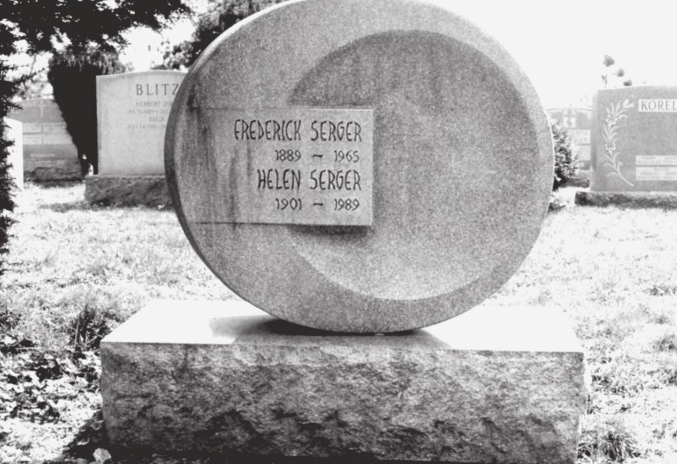 BLITZ
FREDERICK SERGER
1889 ~ 1965
HELEN SERGER
1901 ~ 1989
KOREL